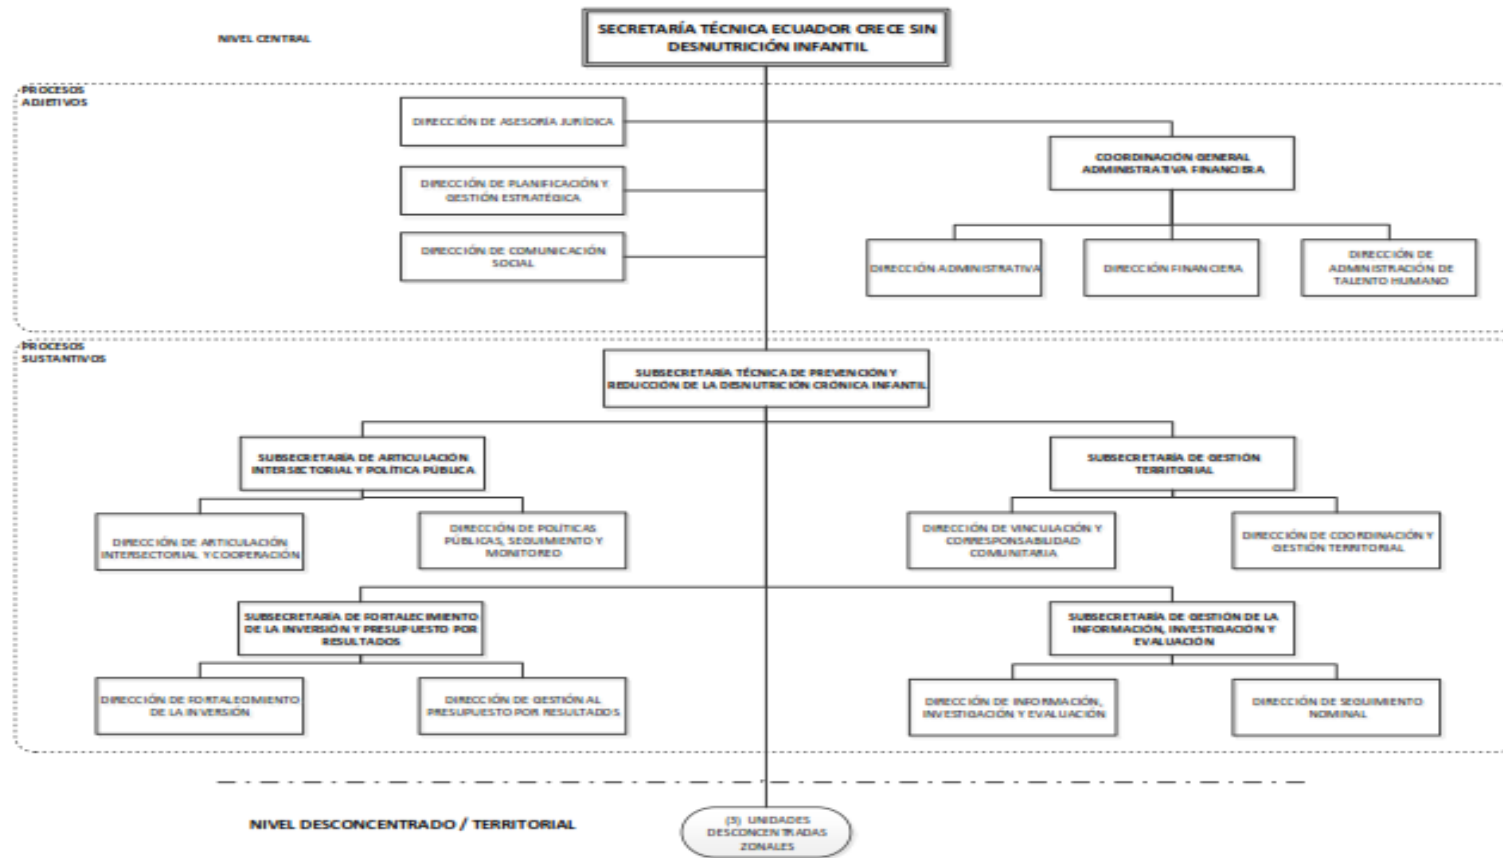 NIVEL CENTRAL
SECRETARÍA TÉCNICA ECUADOR CRECE SIN
DESNUTRICIÓN INFANTIL
PROCESOS
ADJETIVOS
DIRECCIÓN DE ASESORÍA JURÍDICA
DIRECCIÓN DE PLANIFICACIÓN Y
GESTIÓN ESTRATÉGICA
DIRECCIÓN DE COMUNICACIÓN
SOCIAL
COORDINACIÓN GENERAL
ADMINISTRATIVA FINANCIERA
DIRECCIÓN ADMINISTRATIVA
DIRECCIÓN FINANCIERA
DIRECCIÓN DE
ADMINISTRACIÓN DE
TALENTO HUMANO
PROCESOS
SUSTANTIVOS
SUBSECRETARÍA TÉCNICA DE PREVENCIÓN Y
REDUCCIÓN DE LA DESNUTRICIÓN CRÓNICA INFANTIL
SUBSECRETARÍA DE ARTICULACIÓN
INTERSECTORIAL Y POLÍTICA PÚBLICA
SUBSECRETARÍA DE GESTIÓN
TERRITORIAL
DIRECCIÓN DE ARTICULACIÓN
INTERSECTORIAL Y COOPERACIÓN
DIRECCIÓN DE POLÍTICAS
PÚBLICAS, SEGUIMIENTO Y
MONITOREO
DIRECCIÓN DE VINCULACIÓN Y
CORRESPONSABILIDAD
COMUNITARIA
DIRECCIÓN DE COORDINACIÓN Y
GESTIÓN TERRITORIAL
SUBSECRETARÍA DE FORTALECIMIENTO
DE LA INVERSIÓN Y PRESUPUESTO POR
RESULTADOS
SUBSECRETARÍA DE GESTIÓN DE LA
INFORMACIÓN, INVESTIGACIÓN Y
EVALUACIÓN
DIRECCIÓN DE FORTALECIMIENTO
DE LA INVERSIÓN
DIRECCIÓN DE GESTIÓN AL
PRESUPUESTO POR RESULTADOS
DIRECCIÓN DE INFORMACIÓN,
INVESTIGACIÓN Y EVALUACIÓN
DIRECCIÓN DE SEGUIMIENTO
NOMINAL
NIVEL DESCONCENTRADO / TERRITORIAL
UNIDADES
DESCONCENTRADAS
ZONALES